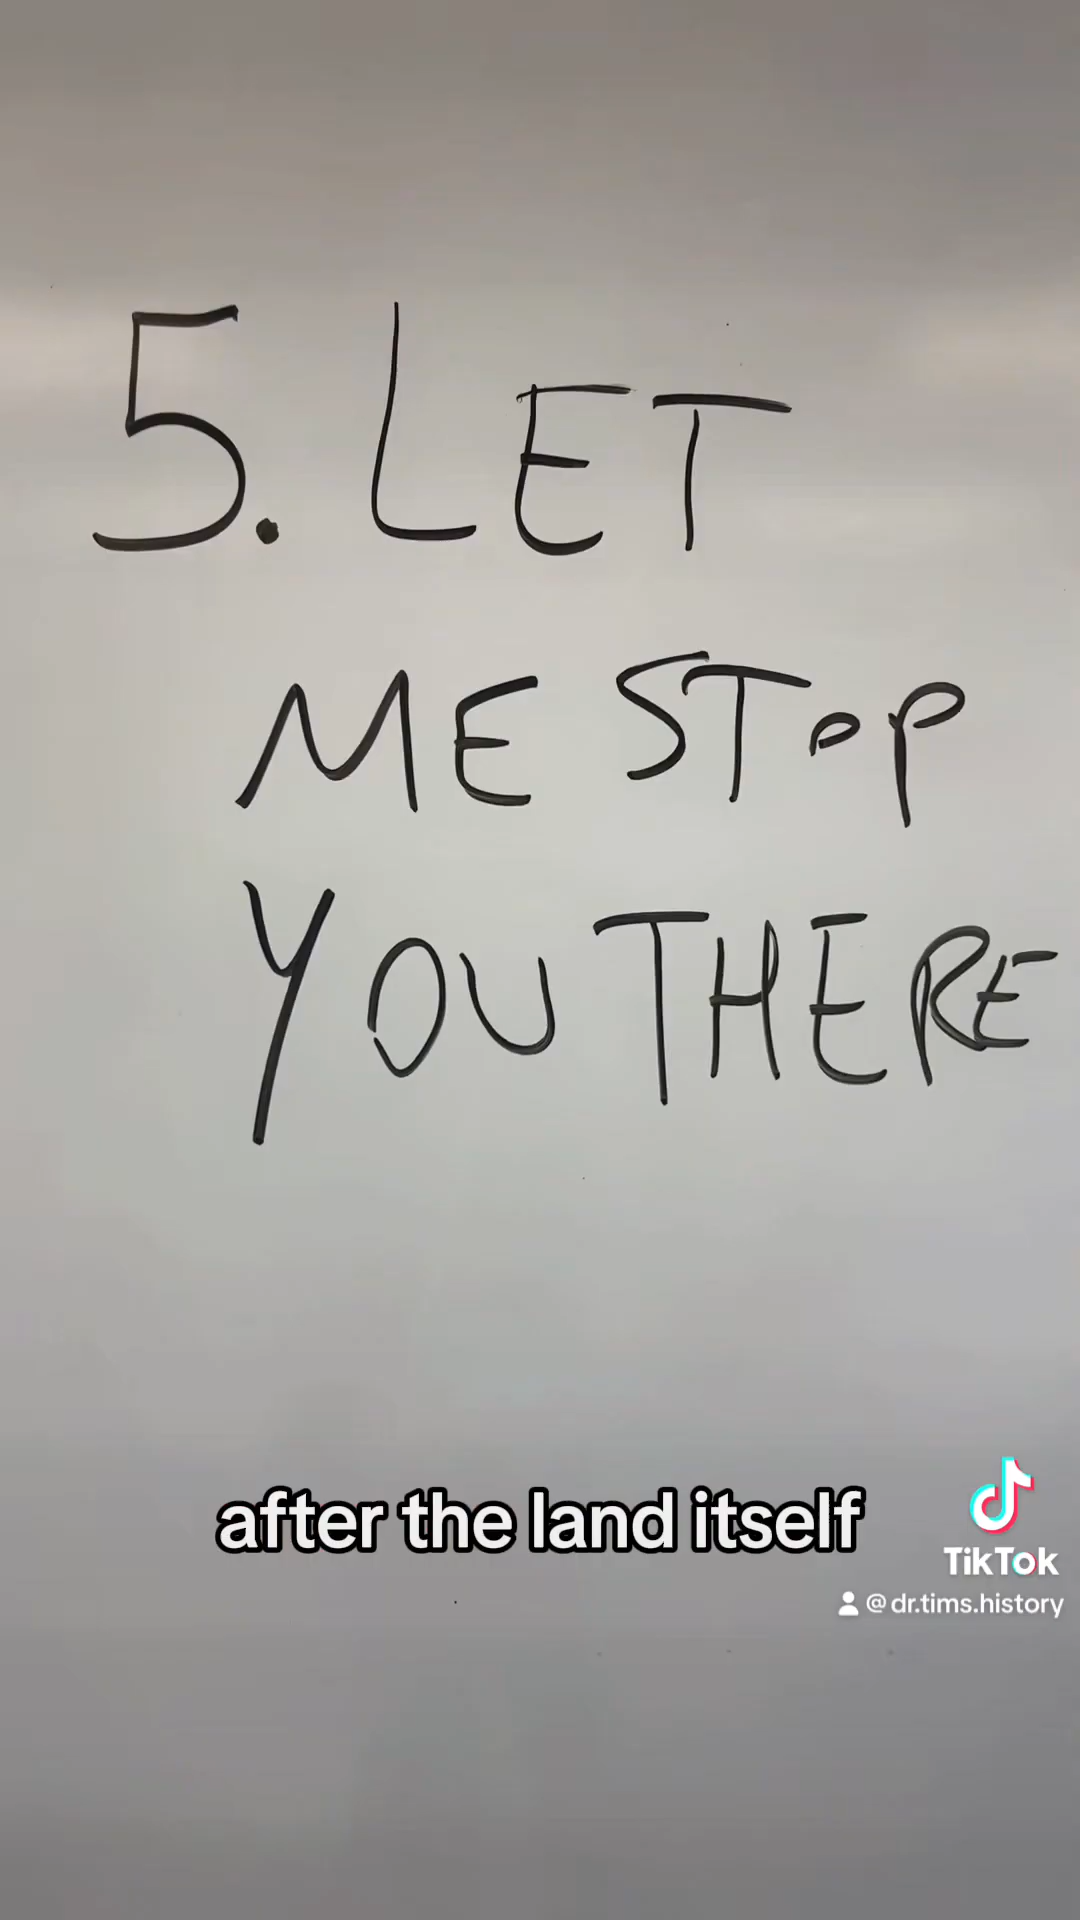 5. LET
ME STOP
YOU THERE
after the land itself
TikTok
@dr.tims.history